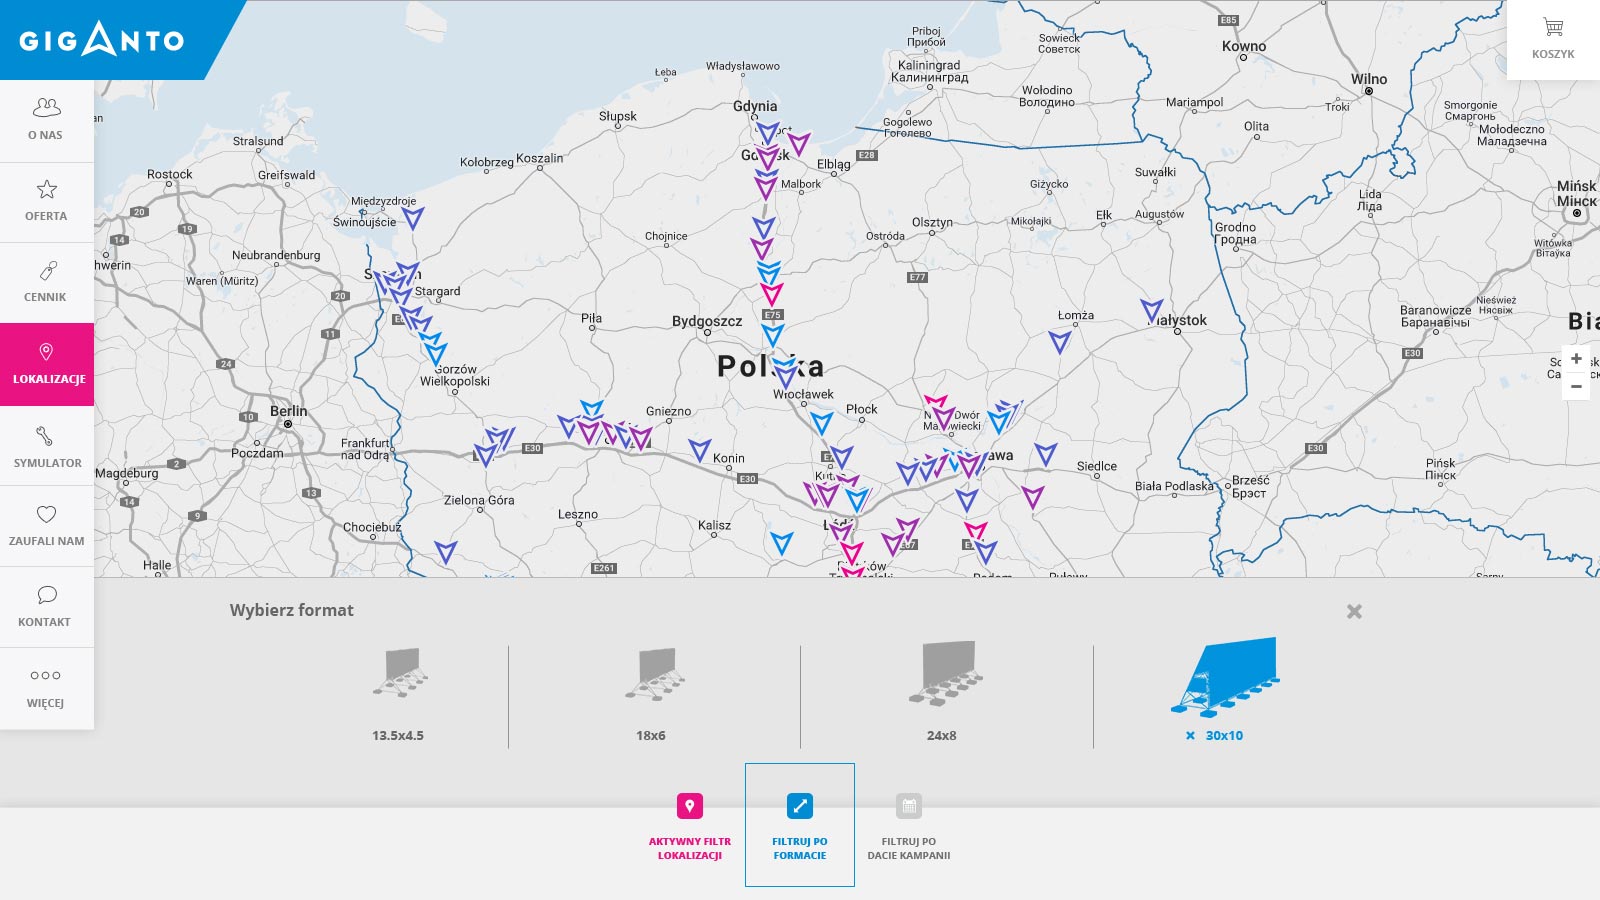 GIGANTO
KOSZYK
O NAS
OFERTA
CENNIK
LOKALIZACJE
SYMULATOR
ZAUFALI NAM
KONTAKT
WIĘCEJ
Priboj
Прибой
Sowieck
Советск
E85
Kowno
Łeba
Władysławowo
Kaliningrad
Калининград
Wilno
Wołodino
Володино
Mariampol
Troki
Smorgonie
Смаргонь
Gdynia
Słupsk
Gogolewo
Гоголево
Olita
Mołodeczno
Маладзечна
Stralsund
Kołobrzeg
Koszalin
Elbląg
E28
Rostock
Greifswald
Malbork
Giżycko
Suwałki
Lida
Ліда
Mińsk
Мінск
Międzyzdroje
Świnoujście
20
19
14
Chojnice
Ostróda
Olsztyn
Mikołajki
Ełk
Augustów
Grodno
Гродна
Witówka
Вітаўка
Neubrandenburg
Waren (Müritz)
E77
20
Stargard
Nieśwież
Нясвіж
Baranowicze
Баранавічы
Piła
Bydgoszcz
E75
Łomża
11
E30
24
Polska
Gorzów
Wielkopolski
Włocławek
10
Berlin
Gniezno
Płock
Poczdam
Frankfurt
nad Odrą
E30
E30
Konin
Siedlce
Magdeburg
2
E30
Biała Podlaska
Brześć
Брэст
Pińsk
Пінск
14
13
Zielona Góra
9
Leszno
Kalisz
Chociebuż
Halle
E261
+
−
Wybierz format
13.5x4.5
18x6
24x8
30x10
AKTYWNY FILTR
LOKALIZACJI
FILTRUJ PO
FORMACIE
FILTRUJ PO
DACIE KAMPANII